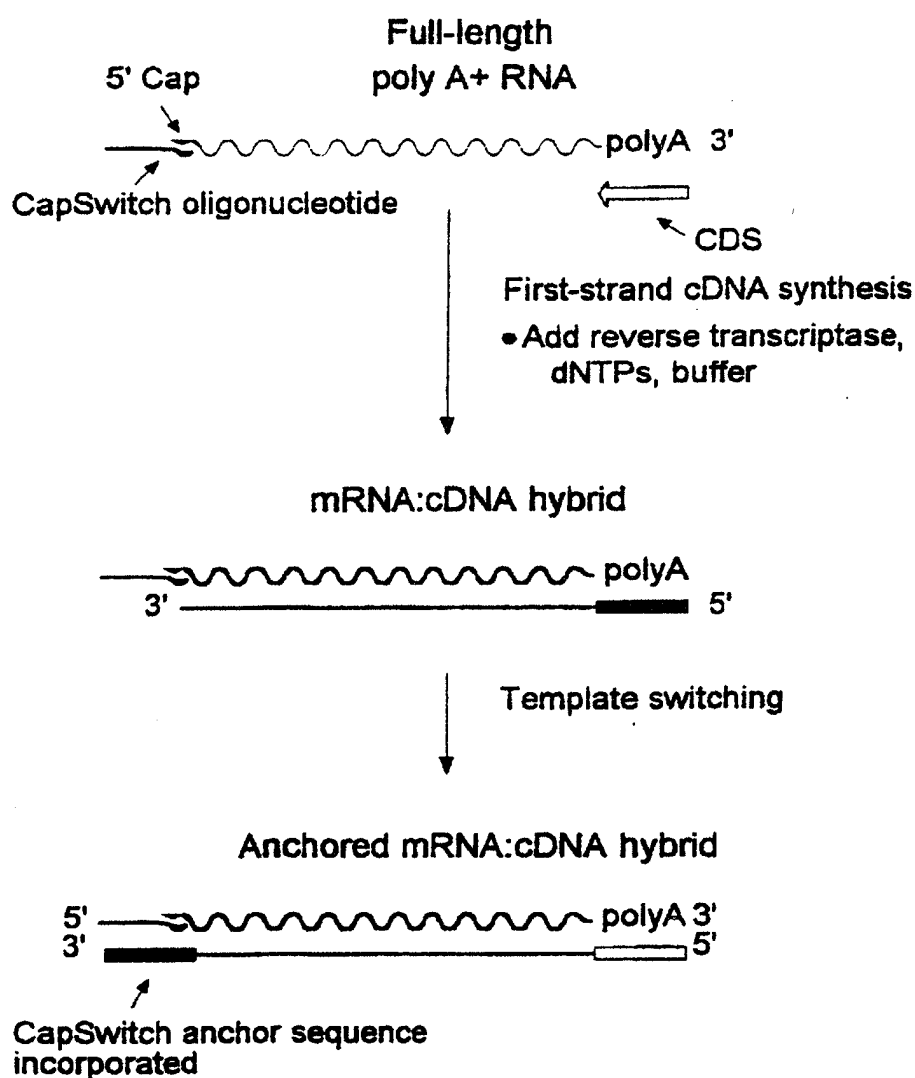 Full-length
poly A+ RNA
5' Cap
polyA 3'
CapSwitch oligonucleotide
CDS
First-strand cDNA synthesis
• Add reverse transcriptase,
dNTPs, buffer
mRNA:cDNA hybrid
polyA
3' 5'
Template switching
Anchored mRNA:cDNA hybrid
5' polyA 3'
3' 5'
CapSwitch anchor sequence
incorporated